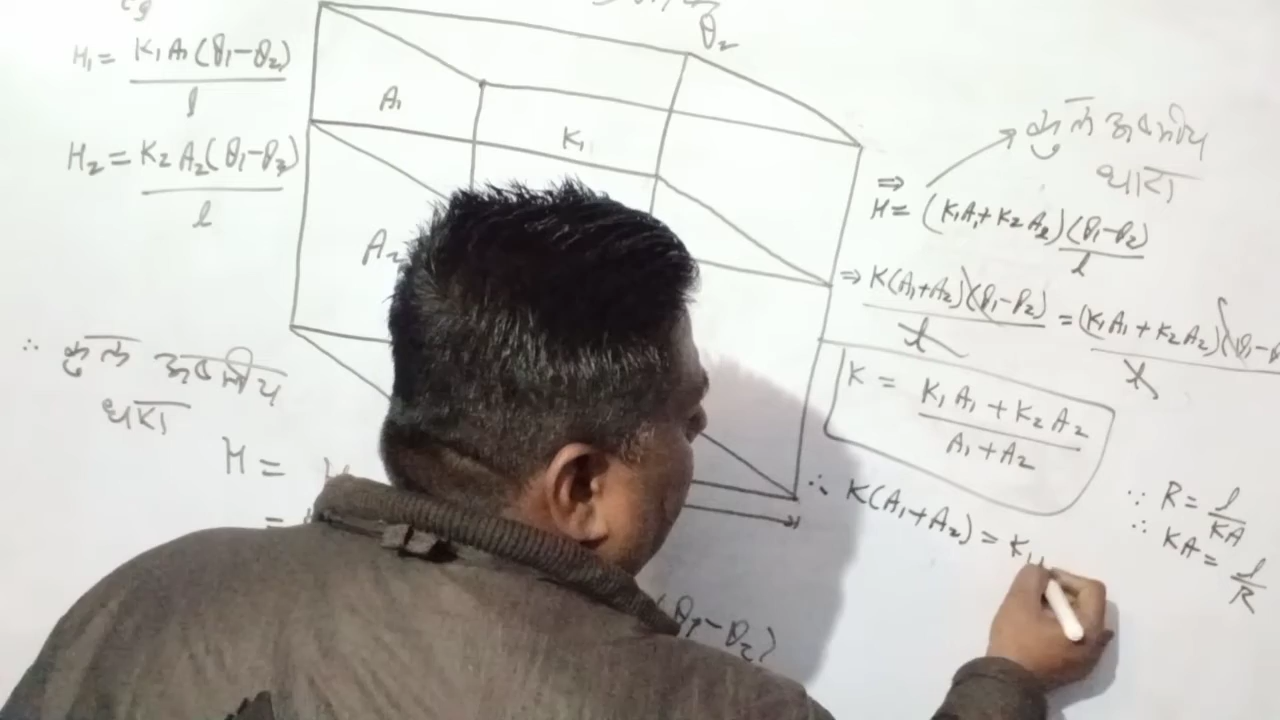 H₁ = K₁A₁(θ₁-θ₂)
l
H₂ = K₂A₂(θ₁-θ₂)
l
∴ कुल ऊष्मीय
धारा
H =
=
θ₂
A₁
K₁
A₂
कुल ऊष्मीय
धारा
⇒
H = (K₁A₁+K₂A₂)(θ₁-θ₂)
l
⇒ K(A₁+A₂)(θ₁-θ₂) = (K₁A₁+K₂A₂)(θ₁-θ
l l
K = K₁A₁+K₂A₂
A₁+A₂
∴ K(A₁+A₂) = K₁
∵ R = l
KA
∴ KA = l
R
(θ₁-θ₂)